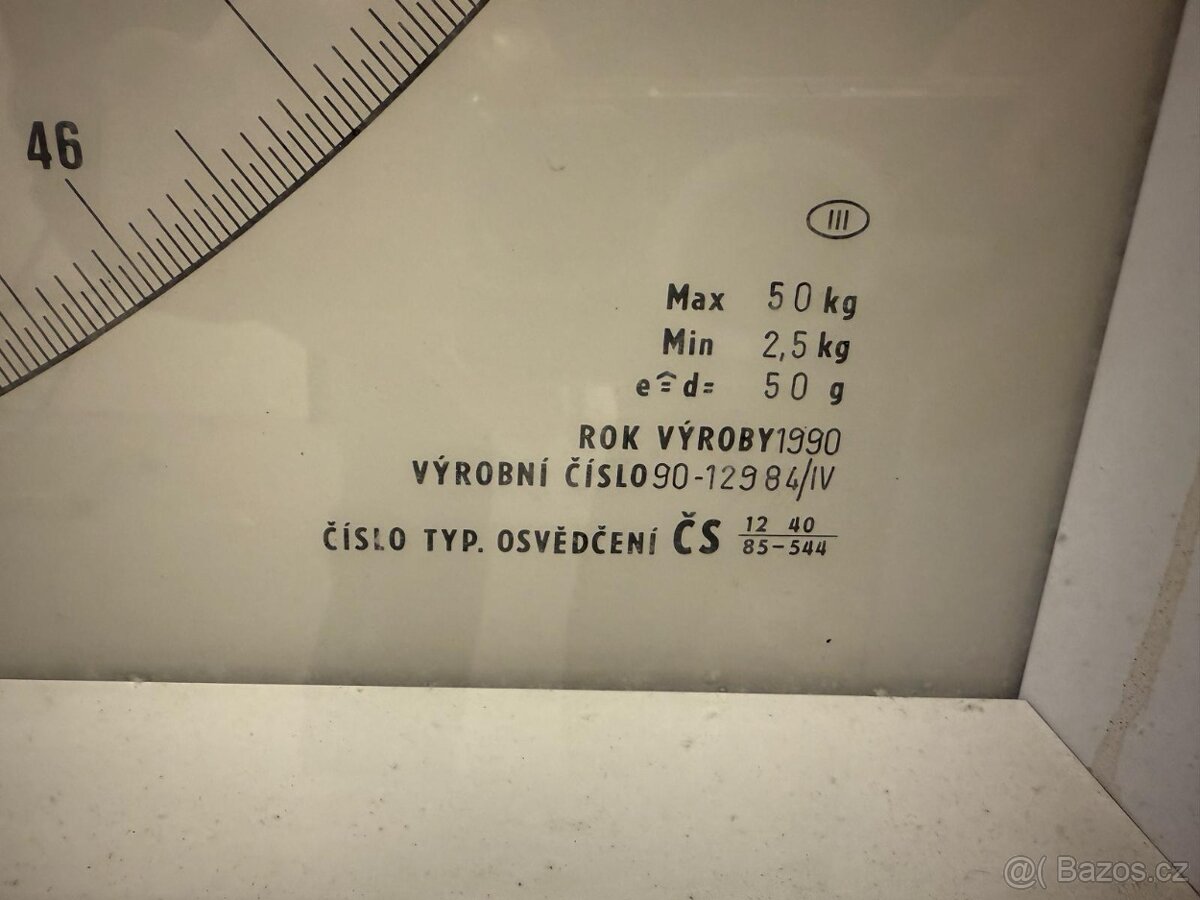 46
III
Max 50 kg
Min 2,5 kg
e≙d= 50 g
ROK VÝROBY 1990
VÝROBNÍ ČÍSLO 90-12984/IV
ČÍSLO TYP. OSVĚDČENÍ ČS 12 40
85-544
@( Bazos.cz